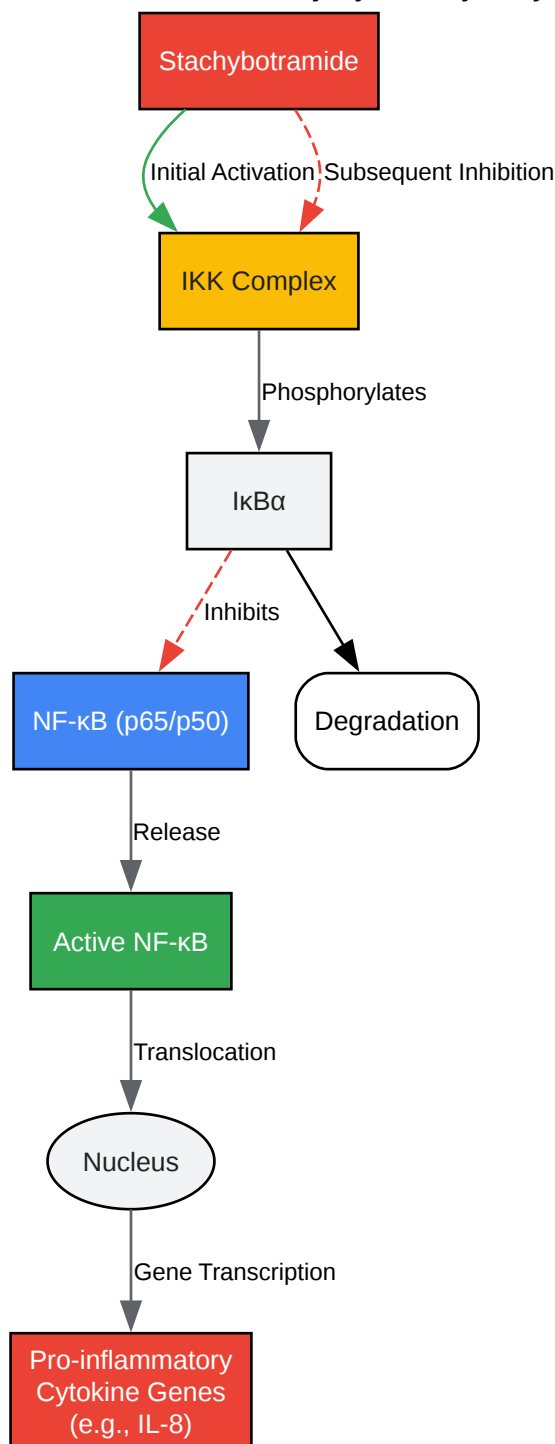 Stachybotramide
Initial Activation
Subsequent Inhibition
IKK Complex
Phosphorylates
IκBα
Inhibits
NF-κB (p65/p50)
Degradation
Release
Active NF-κB
Translocation
Nucleus
Gene Transcription
Pro-inflammatory
Cytokine Genes
(e.g., IL-8)